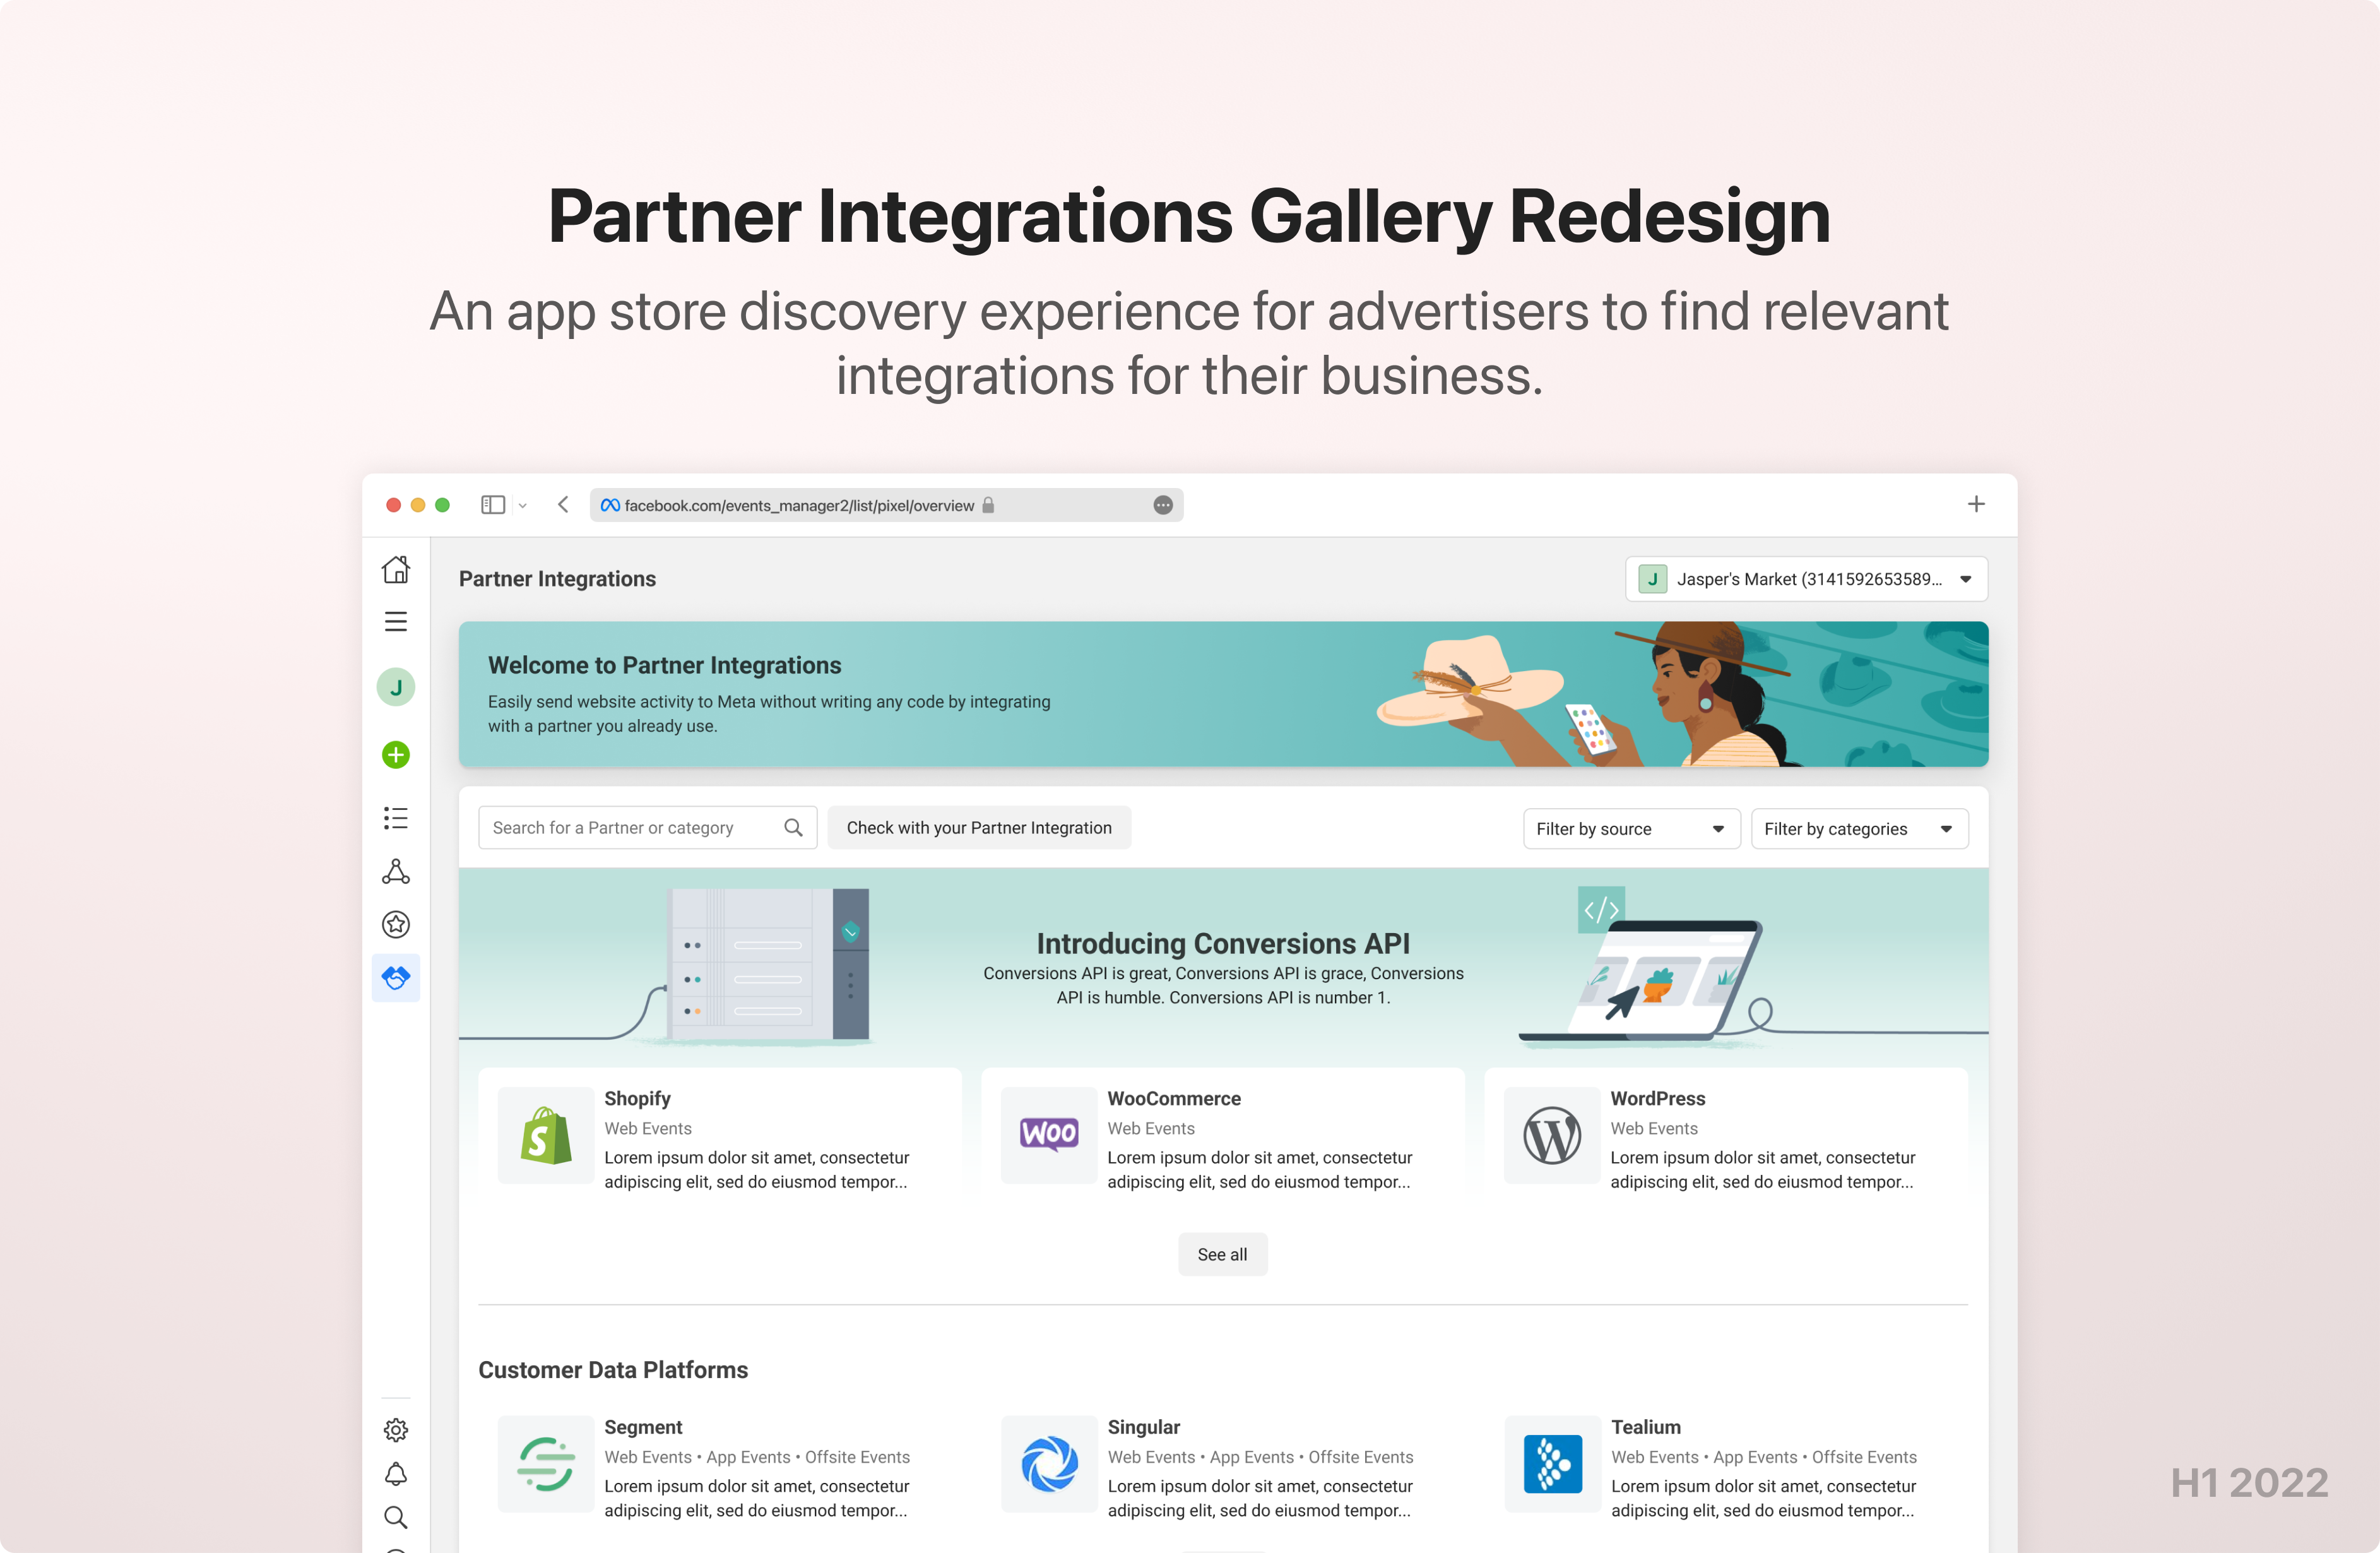 Partner Integrations Gallery Redesign
An app store discovery experience for advertisers to find relevant
integrations for their business.
facebook.com/events_manager2/list/pixel/overview
Partner Integrations
J
Jasper's Market (3141592653589...
J
Welcome to Partner Integrations
Easily send website activity to Meta without writing any code by integrating
with a partner you already use.
Search for a Partner or category
Check with your Partner Integration
Filter by source
Filter by categories
</>
Introducing Conversions API
Conversions API is great, Conversions API is grace, Conversions
API is humble. Conversions API is number 1.
S
Shopify
Web Events
Lorem ipsum dolor sit amet, consectetur
adipiscing elit, sed do eiusmod tempor...
WOO
WooCommerce
Web Events
Lorem ipsum dolor sit amet, consectetur
adipiscing elit, sed do eiusmod tempor...
W
WordPress
Web Events
Lorem ipsum dolor sit amet, consectetur
adipiscing elit, sed do eiusmod tempor...
See all
Customer Data Platforms
Segment
Web Events • App Events • Offsite Events
Lorem ipsum dolor sit amet, consectetur
adipiscing elit, sed do eiusmod tempor...
Singular
Web Events • App Events • Offsite Events
Lorem ipsum dolor sit amet, consectetur
adipiscing elit, sed do eiusmod tempor...
Tealium
Web Events • App Events • Offsite Events
Lorem ipsum dolor sit amet, consectetur
adipiscing elit, sed do eiusmod tempor...
H1 2022